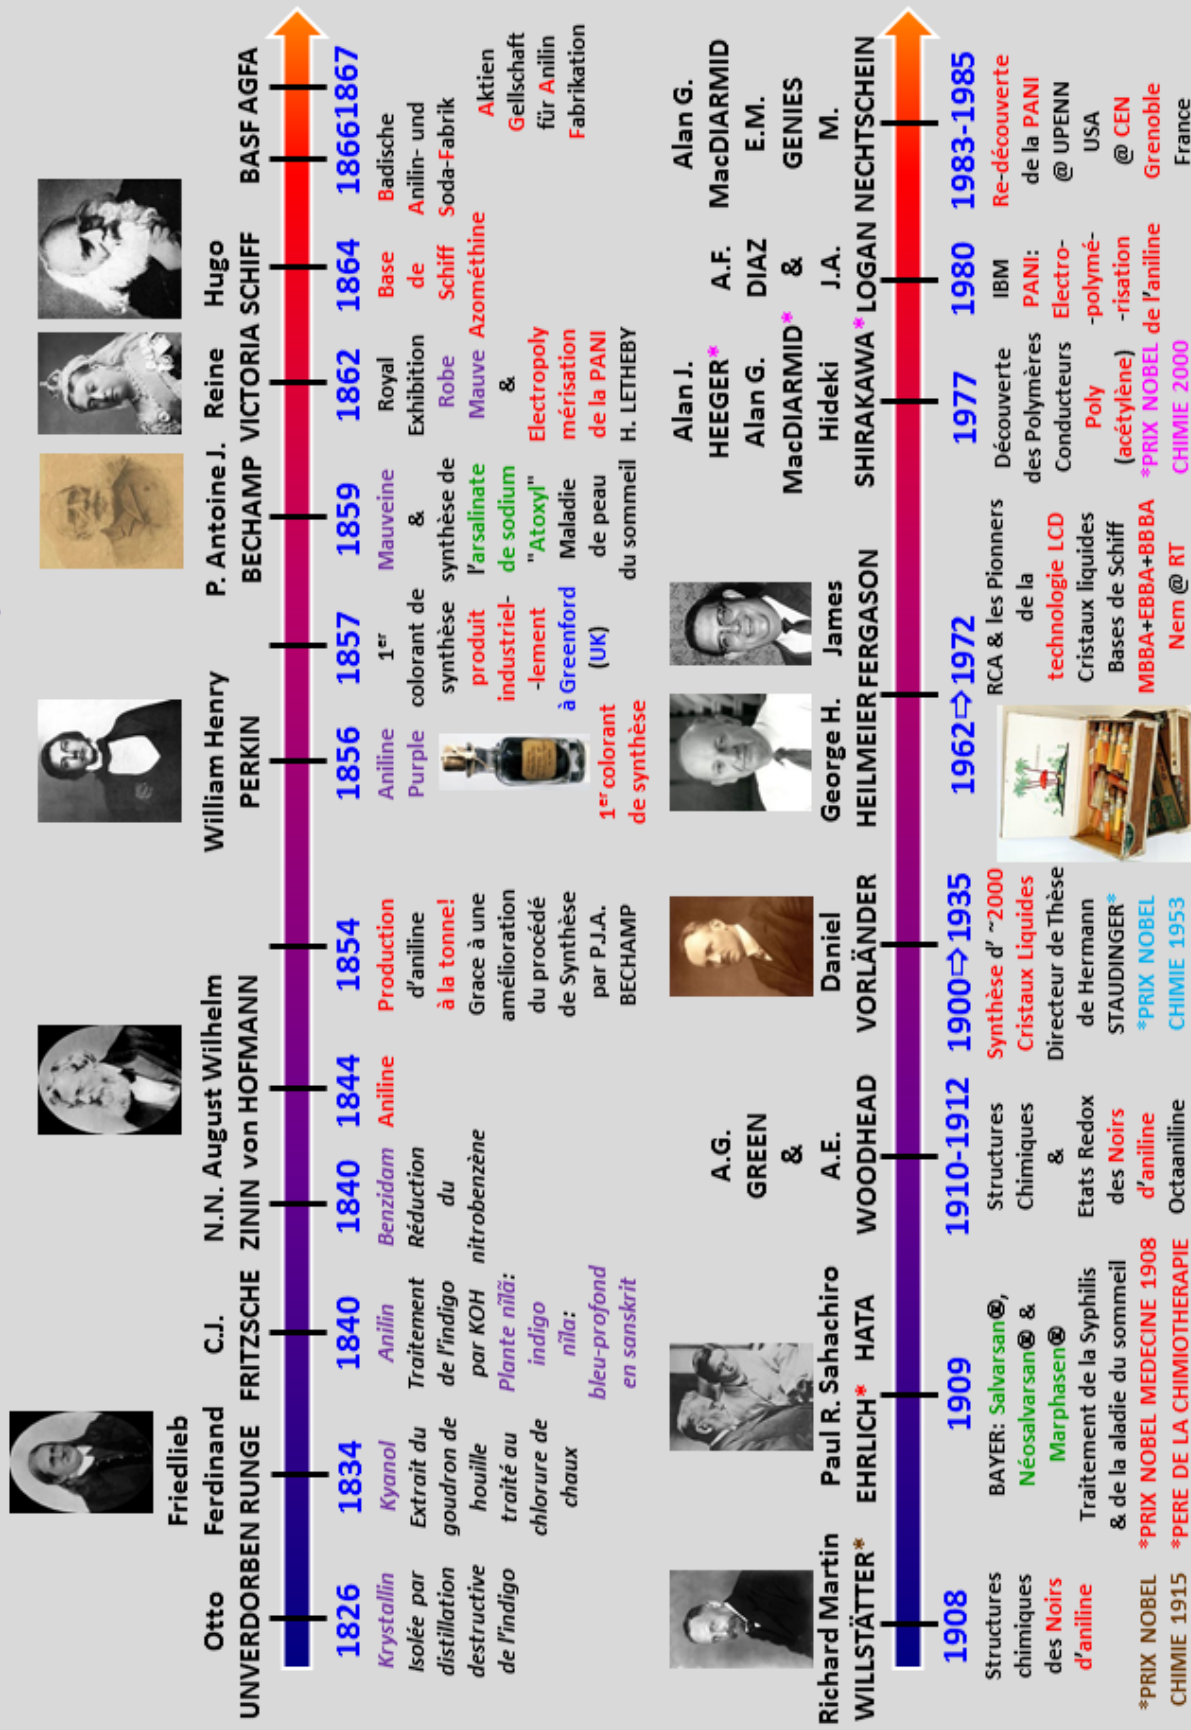 Otto
UNVERDORBEN
1826
Krystallin
Isolée par
distillation
destructive
de l'indigo
Friedlieb
Ferdinand
RUNGE
1834
Kyanol
Extrait du
goudron de
houille
traité au
chlorure de
chaux
C.J.
FRITZSCHE
1840
Anilin
Traitement
de l'indigo
par KOH
Plante nīlā:
indigo
nīla:
bleu-profond
en sanskrit
N.N.
ZININ
1840
Benzidam
Réduction
du
nitrobenzène
August Wilhelm
von HOFMANN
1844
Aniline
1854
Production
d'aniline
à la tonne!
Grace à une
amélioration
du procédé
de Synthèse
par P.J.A.
BECHAMP
William Henry
PERKIN
1856
Aniline
Purple
1er colorant
de synthèse
1857
1er
colorant de
synthèse
produit
industriel-
-lement
à Greenford
(UK)
P. Antoine J.
BECHAMP
1859
Mauveine
&
synthèse de
l'arsalinate
de sodium
"Atoxyl"
Maladie
de peau
du sommeil
Reine
VICTORIA
1862
Royal
Exhibition
Robe
Mauve
&
Electropoly
mérisation
de la PANI
H. LETHEBY
Hugo
SCHIFF
1864
Base
de
Schiff
Azométhine
BASF
1866
Badische
Anilin- und
Soda-Fabrik
AGFA
1867
Aktien
Gellschaft
für Anilin
Fabrikation
Richard Martin
WILLSTÄTTER*
1908
Structures
chimiques
des Noirs
d'aniline
*PRIX NOBEL
CHIMIE 1915
Paul R. Sahachiro
EHRLICH* HATA
1909
BAYER: Salvarsan®,
Néosalvarsan® &
Marphasen®
Traitement de la Syphilis
& de la aladie du sommeil
*PRIX NOBEL MEDECINE 1908
*PERE DE LA CHIMIOTHERAPIE
A.G.
GREEN
&
A.E.
WOODHEAD
1910-1912
Structures
Chimiques
&
Etats Redox
des Noirs
d'aniline
Octaaniline
Daniel
VORLÄNDER
1900⇨1935
Synthèse d' ~2000
Cristaux Liquides
Directeur de Thèse
de Hermann
STAUDINGER*
*PRIX NOBEL
CHIMIE 1953
George H.
HEILMEIER
James
FERGASON
1962⇨1972
RCA & les Pionners
de la
technologie LCD
Cristaux liquides
Bases de Schiff
MBBA+EBBA+BBBA
Nem @ RT
Alan J.
HEEGER*
Alan G.
MacDIARMID*
Hideki
SHIRAKAWA*
1977
Découverte
des Polymères
Conducteurs
Poly
(acétylène)
*PRIX NOBEL
CHIMIE 2000
A.F.
DIAZ
&
J.A.
LOGAN
1980
IBM
PANI:
Electro-
-polymé-
-risation
de l'aniline
Alan G.
MacDIARMID
E.M.
GENIES
M.
NECHTSCHEIN
1983-1985
Re-découverte
de la PANI
@ UPENN
USA
@ CEN
Grenoble
France